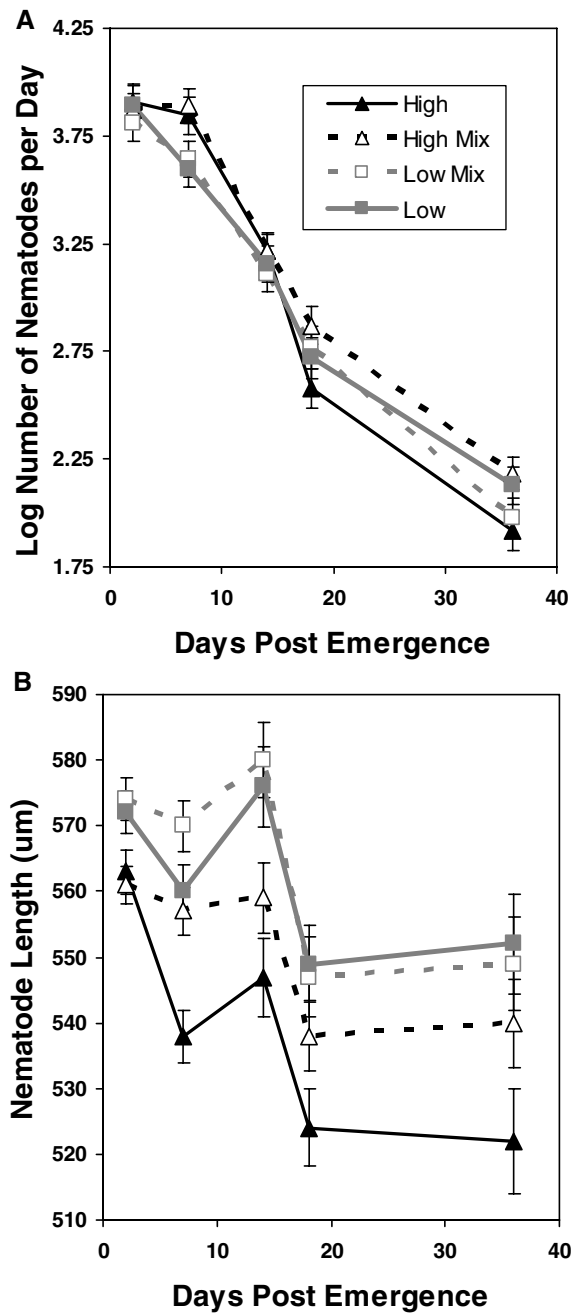 A
4.25
3.75
3.25
2.75
2.25
1.75
Log Number of Nematodes per Day
High
High Mix
Low Mix
Low
0
10
20
30
40
Days Post Emergence
B
590
580
570
560
550
540
530
520
510
Nematode Length (um)
0
10
20
30
40
Days Post Emergence